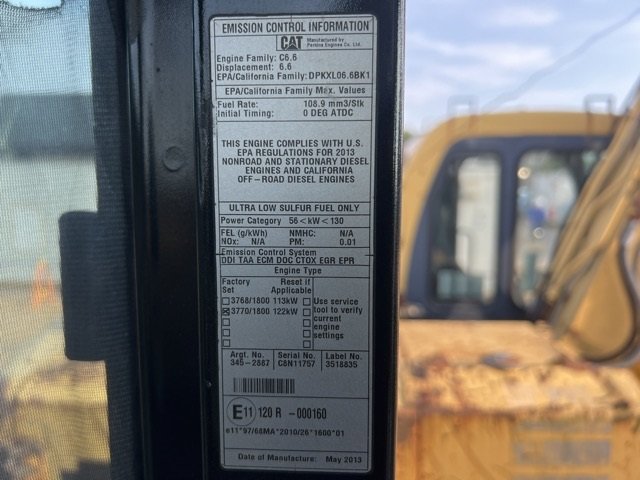 EMISSION CONTROL INFORMATION
CAT Manufactured by
Perkins Engines Co. Ltd.
Engine Family: C6.6
Displacement: 6.6
EPA/California Family: DPKXL06.6BK1
EPA/California Family Max. Values
Fuel Rate: 108.9 mm3/Stk
Initial Timing: 0 DEG ATDC
THIS ENGINE COMPLIES WITH U.S.
EPA REGULATIONS FOR 2013
NONROAD AND STATIONARY DIESEL
ENGINES AND CALIFORNIA
OFF-ROAD DIESEL ENGINES
ULTRA LOW SULFUR FUEL ONLY
Power Category 56<kW<130
FEL (g/kWh) NMHC: N/A
NOx: N/A PM: 0.01
Emission Control System
DDI TAA ECM DOC CTOX EGR EPR
Engine Type
Factory Set Reset if Applicable
3768/1800 113kW
3770/1800 122kW
Use service
tool to verify
current
engine
settings
Argt. No. Serial No. Label No.
345-2887 C8N11757 3518835
E11 120 R -000160
e11*97/68MA*2010/26*1600*01
Date of Manufacture: May 2013